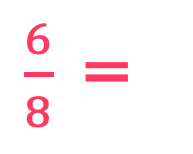 6/8 =